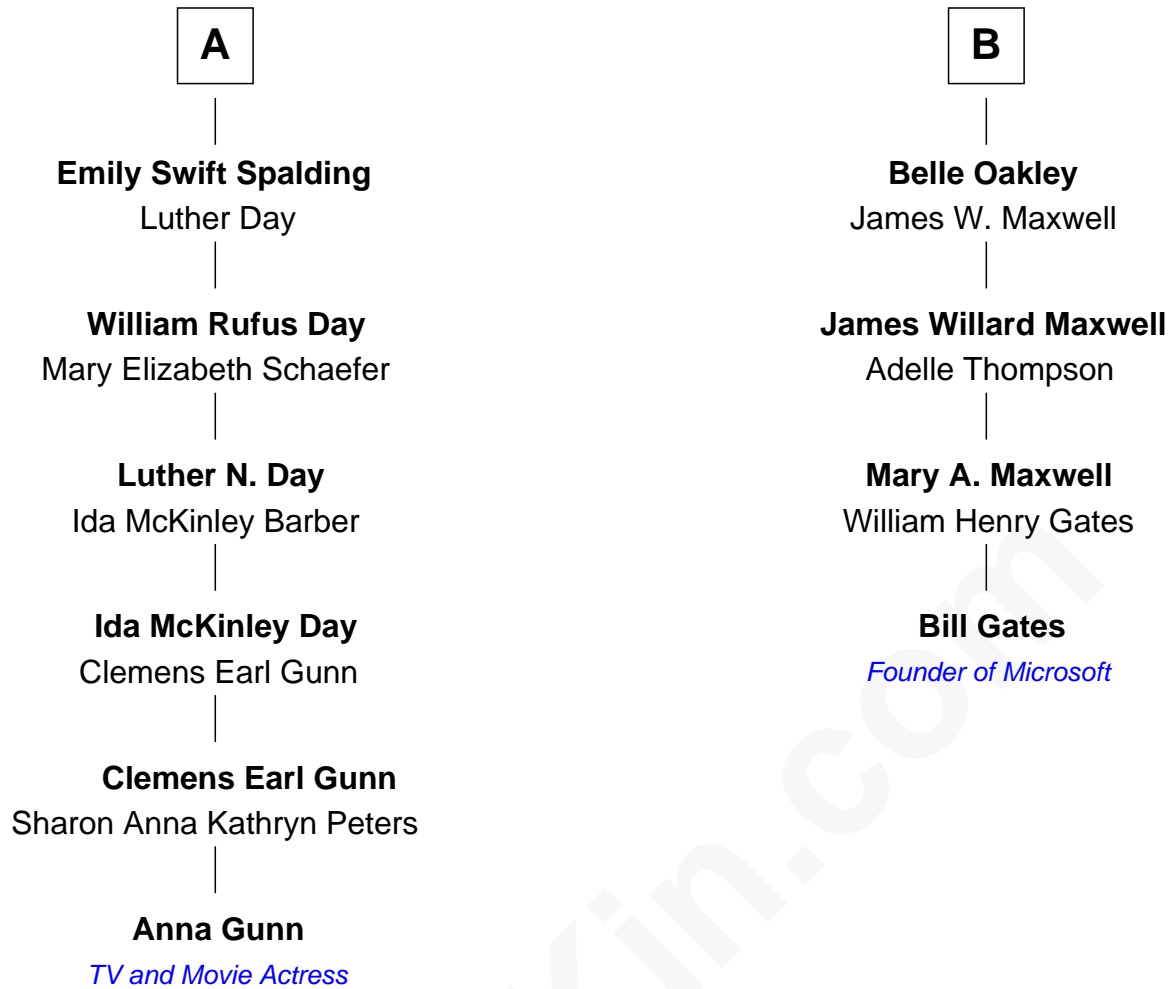 A
Emily Swift Spalding
Luther Day
William Rufus Day
Mary Elizabeth Schaefer
Luther N. Day
Ida McKinley Barber
Ida McKinley Day
Clemens Earl Gunn
Clemens Earl Gunn
Sharon Anna Kathryn Peters
Anna Gunn
TV and Movie Actress
B
Belle Oakley
James W. Maxwell
James Willard Maxwell
Adelle Thompson
Mary A. Maxwell
William Henry Gates
Bill Gates
Founder of Microsoft